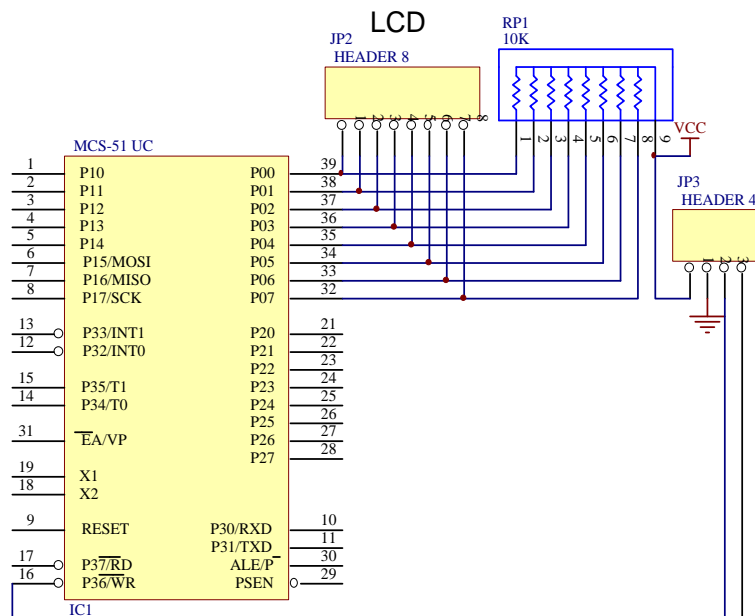 LCD
JP2
HEADER 8
1 2 3 4 5 6 7 8
RP1
10K
1 2 3 4 5 6 7 8 9
VCC
JP3
HEADER 4
1 2 3
MCS-51 UC
1 P10 P00 39
2 P11 P01 38
3 P12 P02 37
4 P13 P03 36
5 P14 P04 35
6 P15/MOSI P05 34
7 P16/MISO P06 33
8 P17/SCK P07 32
13 P33/INT1 P20 21
12 P32/INT0 P21 22
P22 23
15 P35/T1 P23 24
14 P34/T0 P24 25
P25 26
31 EA/VP P26 27
P27 28
19 X1
18 X2
9 RESET P30/RXD 10
P31/TXD 11
17 P37/RD ALE/P 30
16 P36/WR PSEN 29
IC1